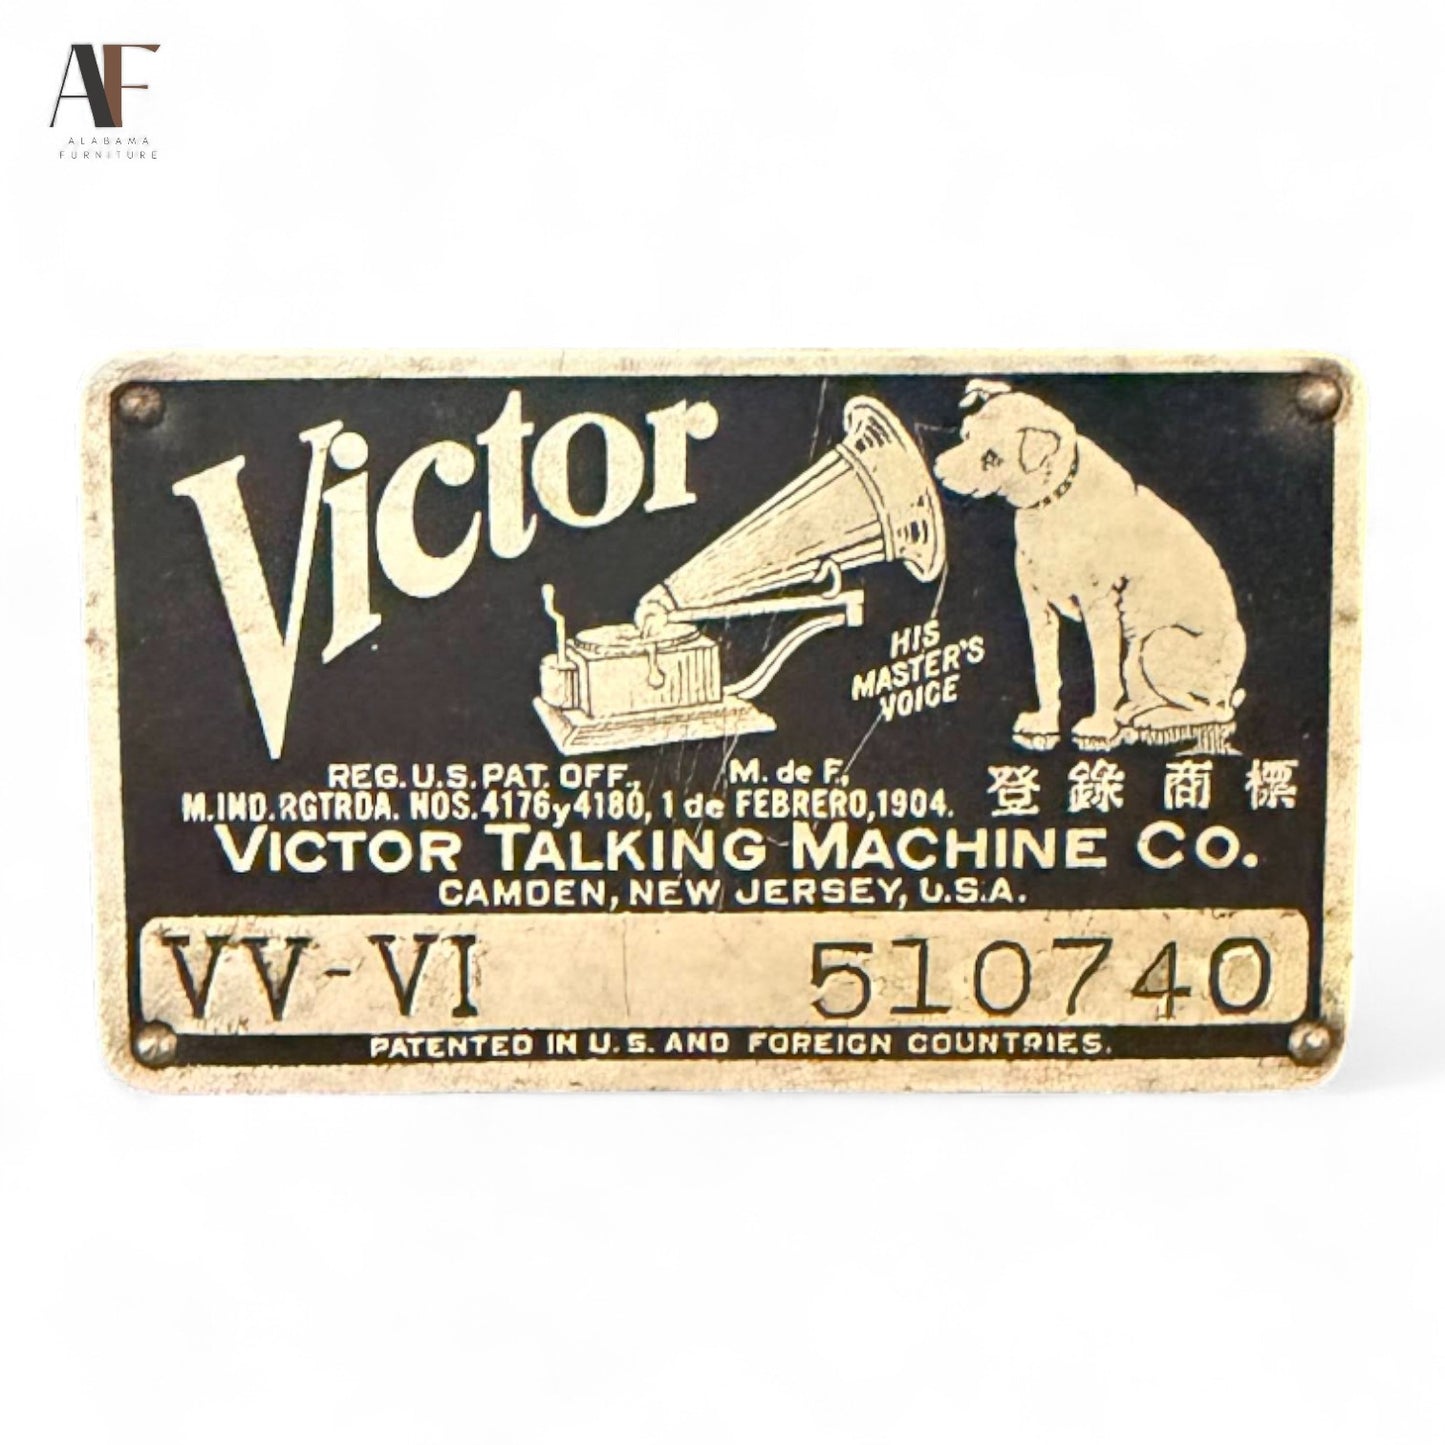 AF
ALABAMA
FURNITURE
Victor
HIS
MASTER'S
VOICE
REG. U.S. PAT. OFF., M. de F.,
M. IND. RGTRDA. NOS. 4176 y 4180, 1 de FEBRERO, 1904.
登錄商標
VICTOR TALKING MACHINE CO.
CAMDEN, NEW JERSEY, U.S.A.
VV-VI 510740
PATENTED IN U.S. AND FOREIGN COUNTRIES.